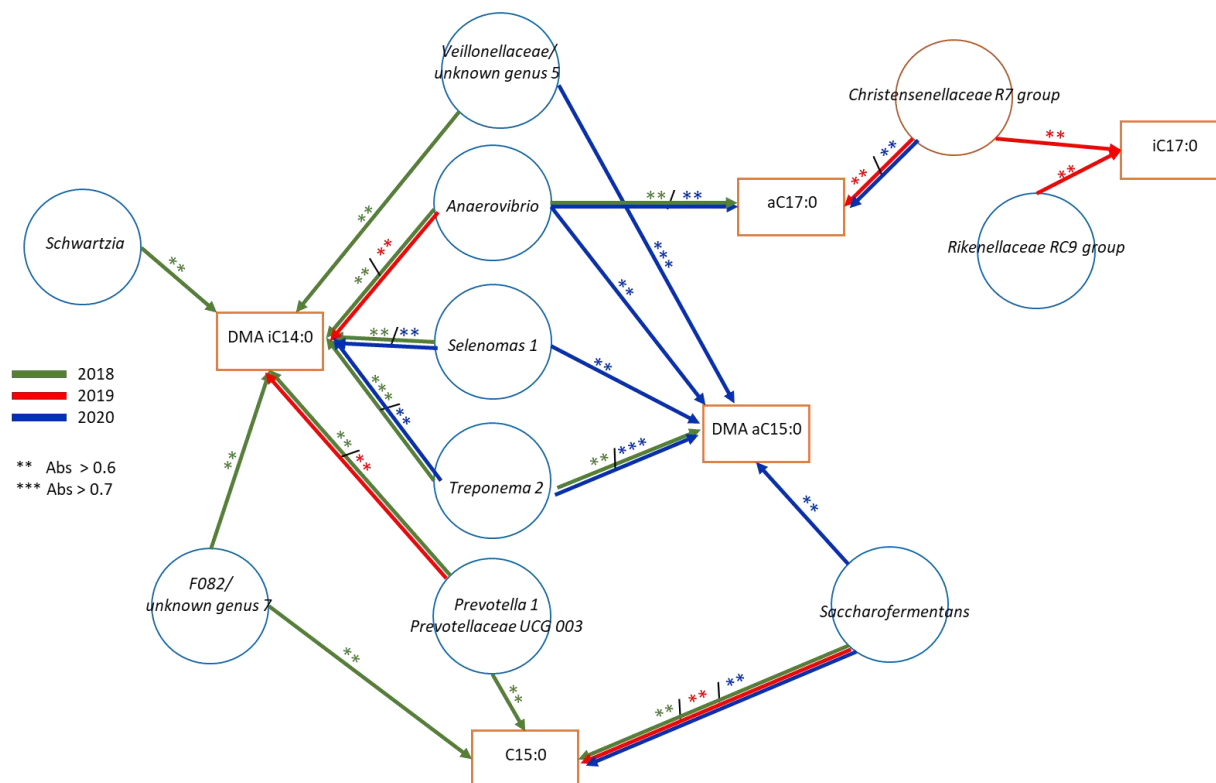 Veillonellaceae/
unknown genus 5
Christensenellaceae R7 group
**
iC17:0
** / **
**
Anaerovibrio
** / **
aC17:0
Rikenellaceae RC9 group
Schwartzia
**
**
** / **
***
**
DMA iC14:0
** / **
Selenomas 1
**
2018
2019
2020
*** / **
DMA aC15:0
** Abs > 0.6
*** Abs > 0.7
**
** / **
Treponema 2
** / ***
**
F082/
unknown genus 7
Prevotella 1
Prevotellaceae UCG 003
Saccharofermentans
**
**
** / ** / **
C15:0